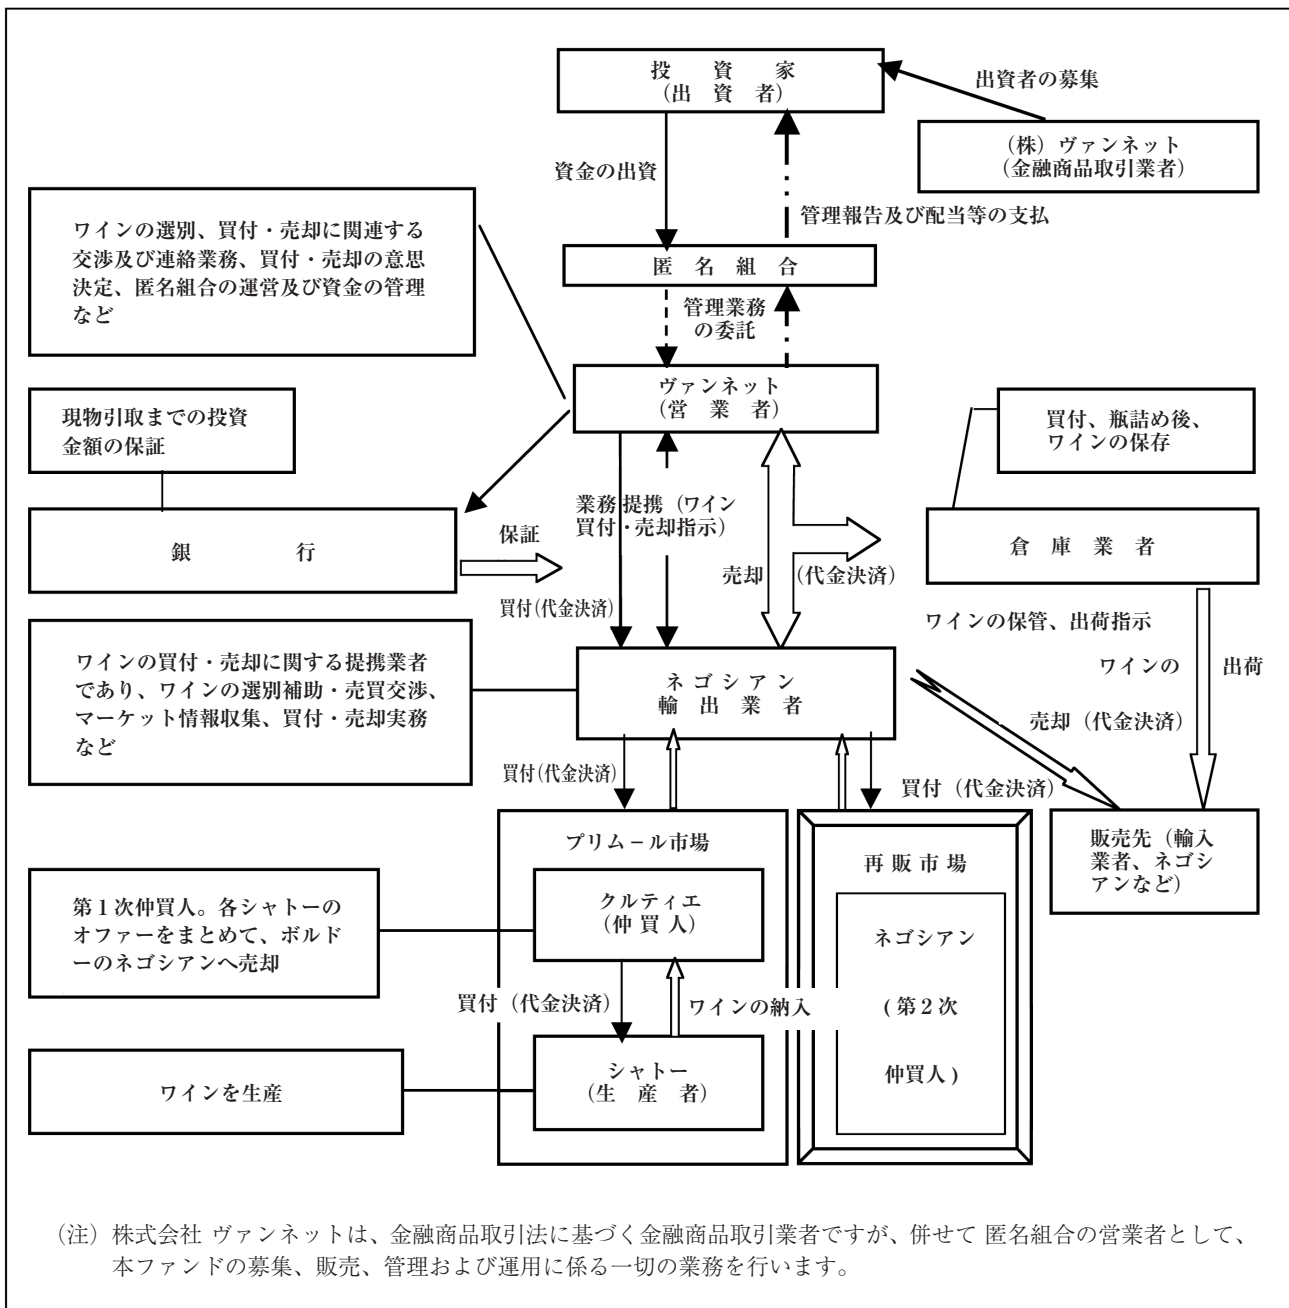 投資家
(出資者)
出資者の募集
(株)ヴァンネット
(金融商品取引業者)
資金の出資
管理報告及び配当等の支払
ワインの選別、買付・売却に関連する
交渉及び連絡業務、買付・売却の意思
決定、匿名組合の運営及び資金の管理
など
匿名組合
管理業務
の委託
ヴァンネット
(営業者)
現物引取までの投資
金額の保証
買付、瓶詰め後、
ワインの保存
業務提携(ワイン
買付・売却指示)
銀行
保証
売却
(代金決済)
倉庫業者
買付(代金決済)
ワインの保管、出荷指示
ワインの買付・売却に関する提携業者
であり、ワインの選別補助・売買交渉、
マーケット情報収集、買付・売却実務
など
ネゴシアン
輸出業者
ワインの 出荷
売却(代金決済)
買付(代金決済)
買付(代金決済)
販売先(輸入
業者、ネゴシ
アンなど)
プリム-ル市場
再販市場
クルティエ
(仲買人)
第1次仲買人。各シャトーの
オファーをまとめて、ボルド
ーのネゴシアンへ売却
ネゴシアン
(第2次
仲買人)
買付(代金決済)
ワインの納入
シャトー
(生産者)
ワインを生産
(注)株式会社 ヴァンネットは、金融商品取引法に基づく金融商品取引業者ですが、併せて 匿名組合の営業者として、
本ファンドの募集、販売、管理および運用に係る一切の業務を行います。